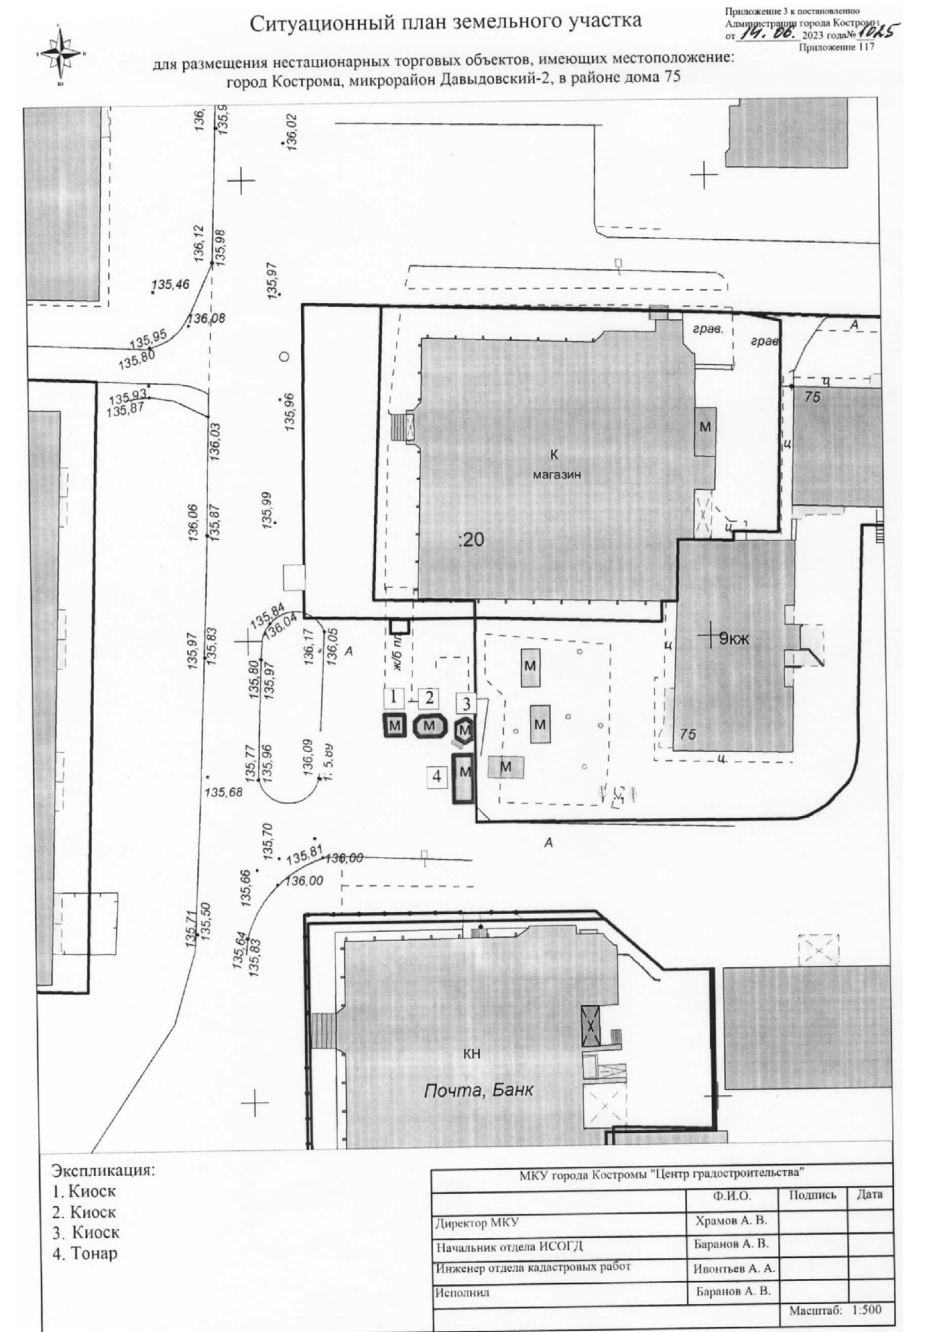 Ситуационный план земельного участка
Приложение 3 к постановлению
Администрации города Костромы
от 14.06. 2023 года № 1025
Приложение 117
для размещения нестационарных торговых объектов, имеющих местоположение:
город Кострома, микрорайон Давыдовский-2, в районе дома 75
136,
135,9
136,02
136,12
135,98
135,97
135,46
136,08
135,95
135,80
грав.
грав
А
135,93
135,87
135,96
ц
75
М
136,03
К
магазин
ц
136,06
135,87
135,99
:20
ц
135,84
136,04
135,97
135,83
136,17
136,05
А
ж/б пл
9кж
ц
М
135,80
135,97
1
2
3
М
М
М
М
75
ц
135,77
135,96
136,09
4
М
М
135,68
135,70
135,81
136,00
А
135,66
136,00
135,71
135,50
135,64
135,83
КН
Почта, Банк
Экспликация:
1. Киоск
2. Киоск
3. Киоск
4. Тонар
МКУ города Костромы "Центр градостроительства"
Ф.И.О. Подпись Дата
Директор МКУ Храмов А. В.
Начальник отдела ИСОГД Баранов А. В.
Инженер отдела кадастровых работ Ивонтьев А. А.
Исполнил Баранов А. В.
Масштаб: 1:500